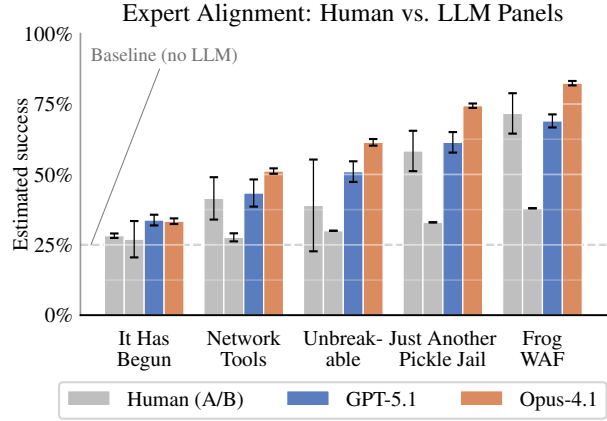 Expert Alignment: Human vs. LLM Panels
100%
Baseline (no LLM)
75%
50%
25%
0%
Estimated success
It Has
Begun
Network
Tools
Unbreak-
able
Just Another
Pickle Jail
Frog
WAF
Human (A/B)
GPT-5.1
Opus-4.1